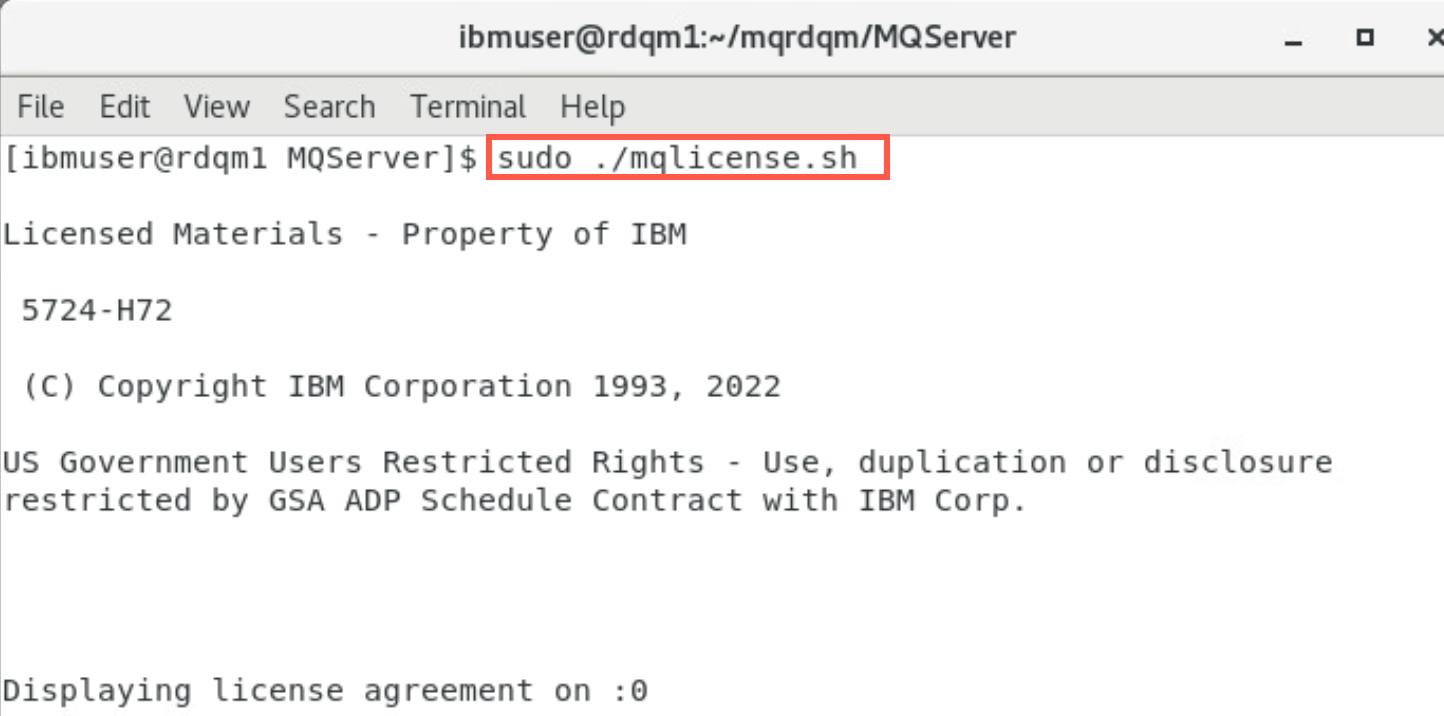 ibmuser@rdqm1:~/mqrdqm/MQServer
File Edit View Search Terminal Help
[ibmuser@rdqm1 MQServer]$ sudo ./mqlicense.sh
Licensed Materials - Property of IBM
5724-H72
(C) Copyright IBM Corporation 1993, 2022
US Government Users Restricted Rights - Use, duplication or disclosure
restricted by GSA ADP Schedule Contract with IBM Corp.
Displaying license agreement on :0